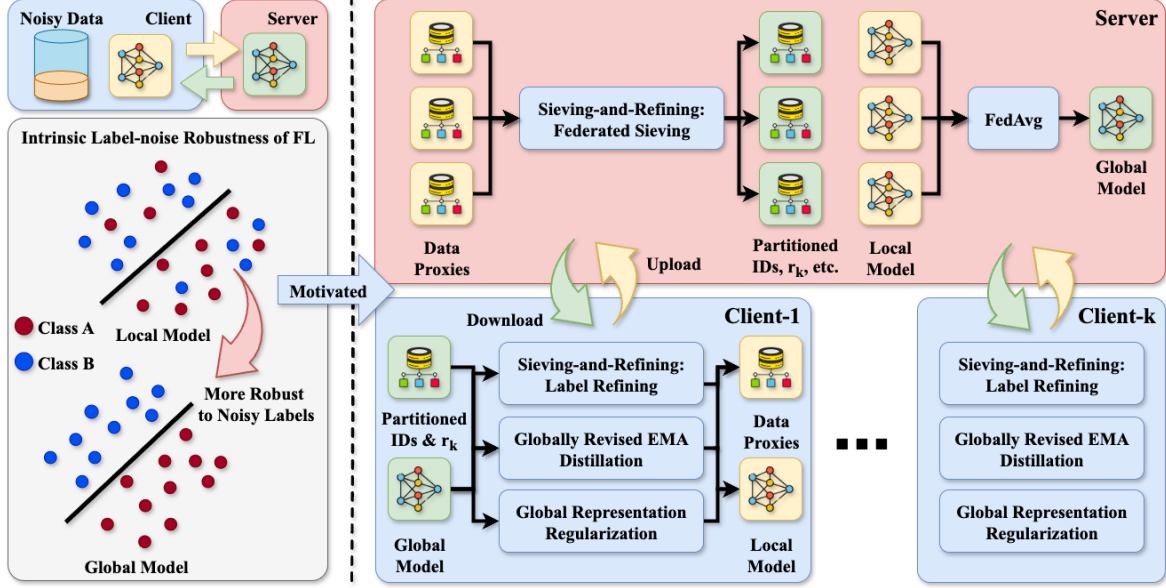 Noisy Data
Client
Server
Intrinsic Label-noise Robustness of FL
Class A
Local Model
Class B
More Robust
to Noisy Labels
Global Model
Motivated
Server
Sieving-and-Refining:
Federated Sieving
FedAvg
Global
Model
Data
Proxies
Partitioned
IDs, rₖ, etc.
Local
Model
Upload
Download
Client-1
Partitioned
IDs & rₖ
Global
Model
Sieving-and-Refining:
Label Refining
Globally Revised EMA
Distillation
Global Representation
Regularization
Data
Proxies
Local
Model
Client-k
Sieving-and-Refining:
Label Refining
Globally Revised EMA
Distillation
Global Representation
Regularization